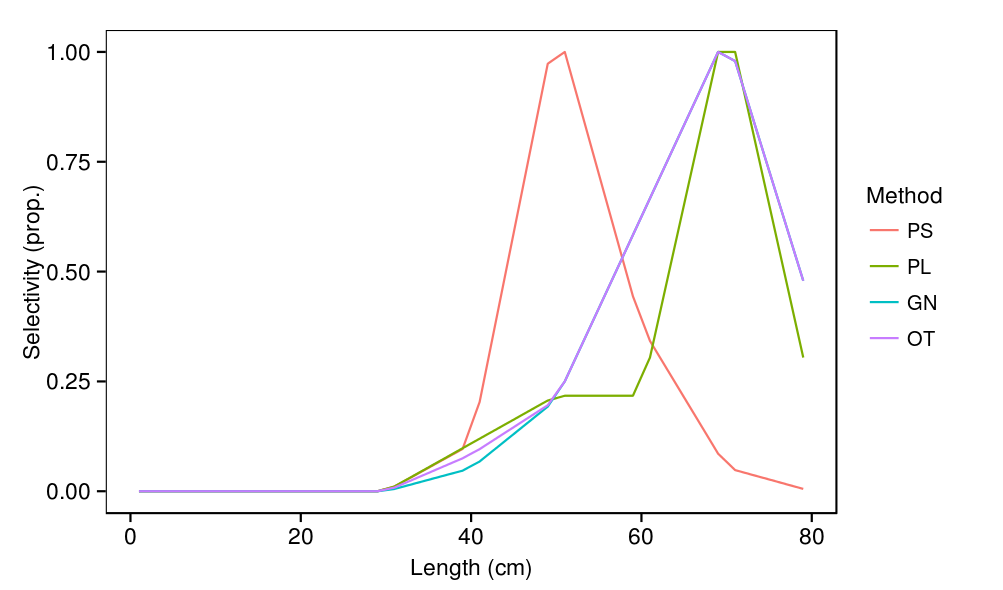 1.00
0.75
0.50
0.25
0.00
Selectivity (prop.)
0 20 40 60 80
Length (cm)
Method
PS
PL
GN
OT